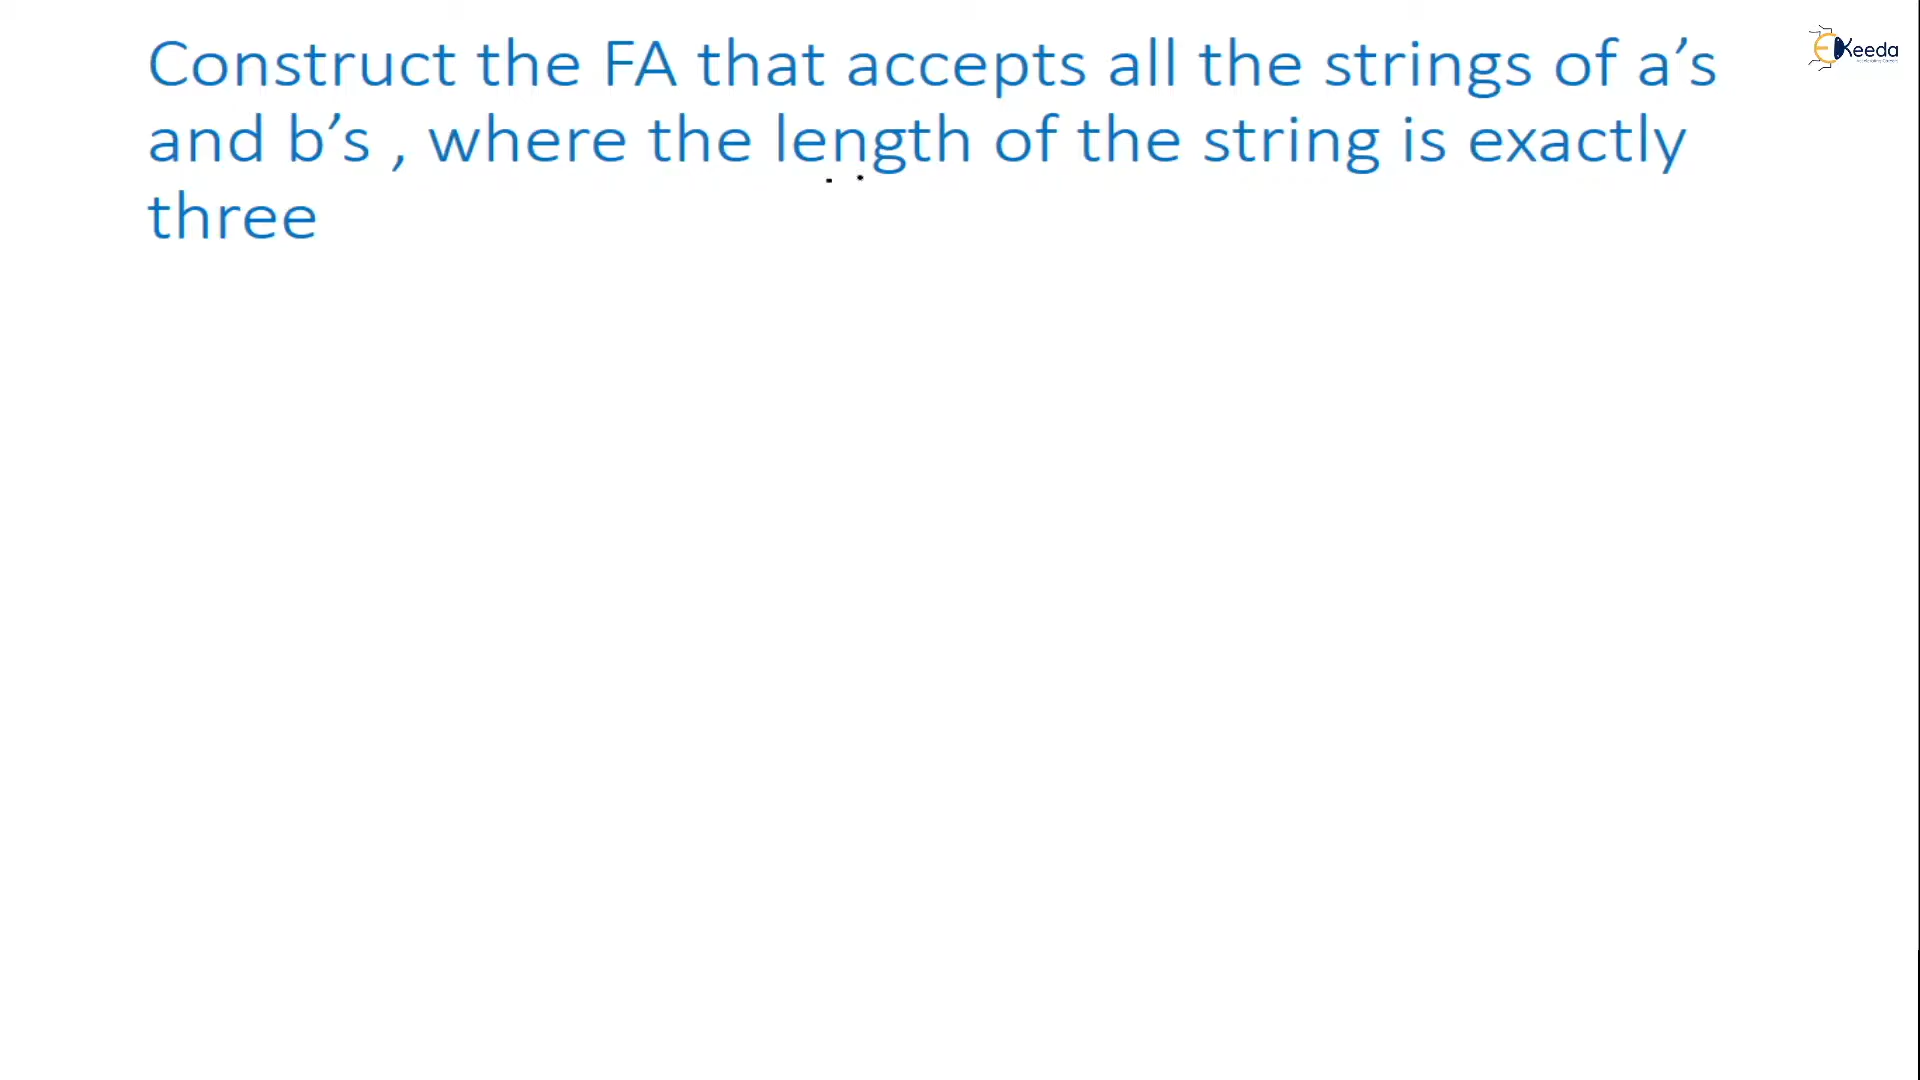 Construct the FA that accepts all the strings of a’s
and b’s , where the length of the string is exactly
three
EKeeda